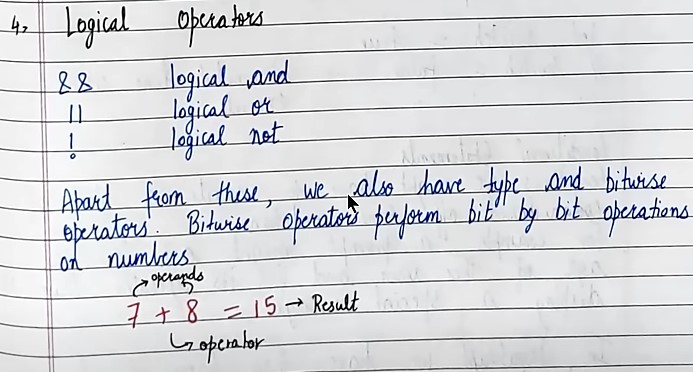 4, Logical Operators
&& logical and
|| logical or
! logical not
Apart from these, we also have type and bitwise
operators. Bitwise operators perform bit by bit operations
on numbers
operands
7 + 8 = 15 → Result
operator